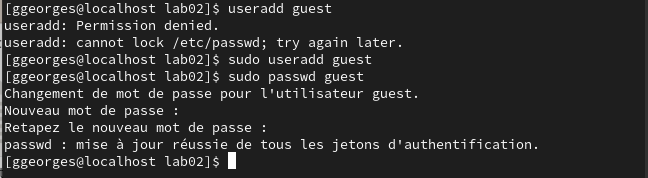 [ggeorges@localhost lab02]$ useradd guest
useradd: Permission denied.
useradd: cannot lock /etc/passwd; try again later.
[ggeorges@localhost lab02]$ sudo useradd guest
[ggeorges@localhost lab02]$ sudo passwd guest
Changement de mot de passe pour l'utilisateur guest.
Nouveau mot de passe :
Retapez le nouveau mot de passe :
passwd : mise à jour réussie de tous les jetons d'authentification.
[ggeorges@localhost lab02]$